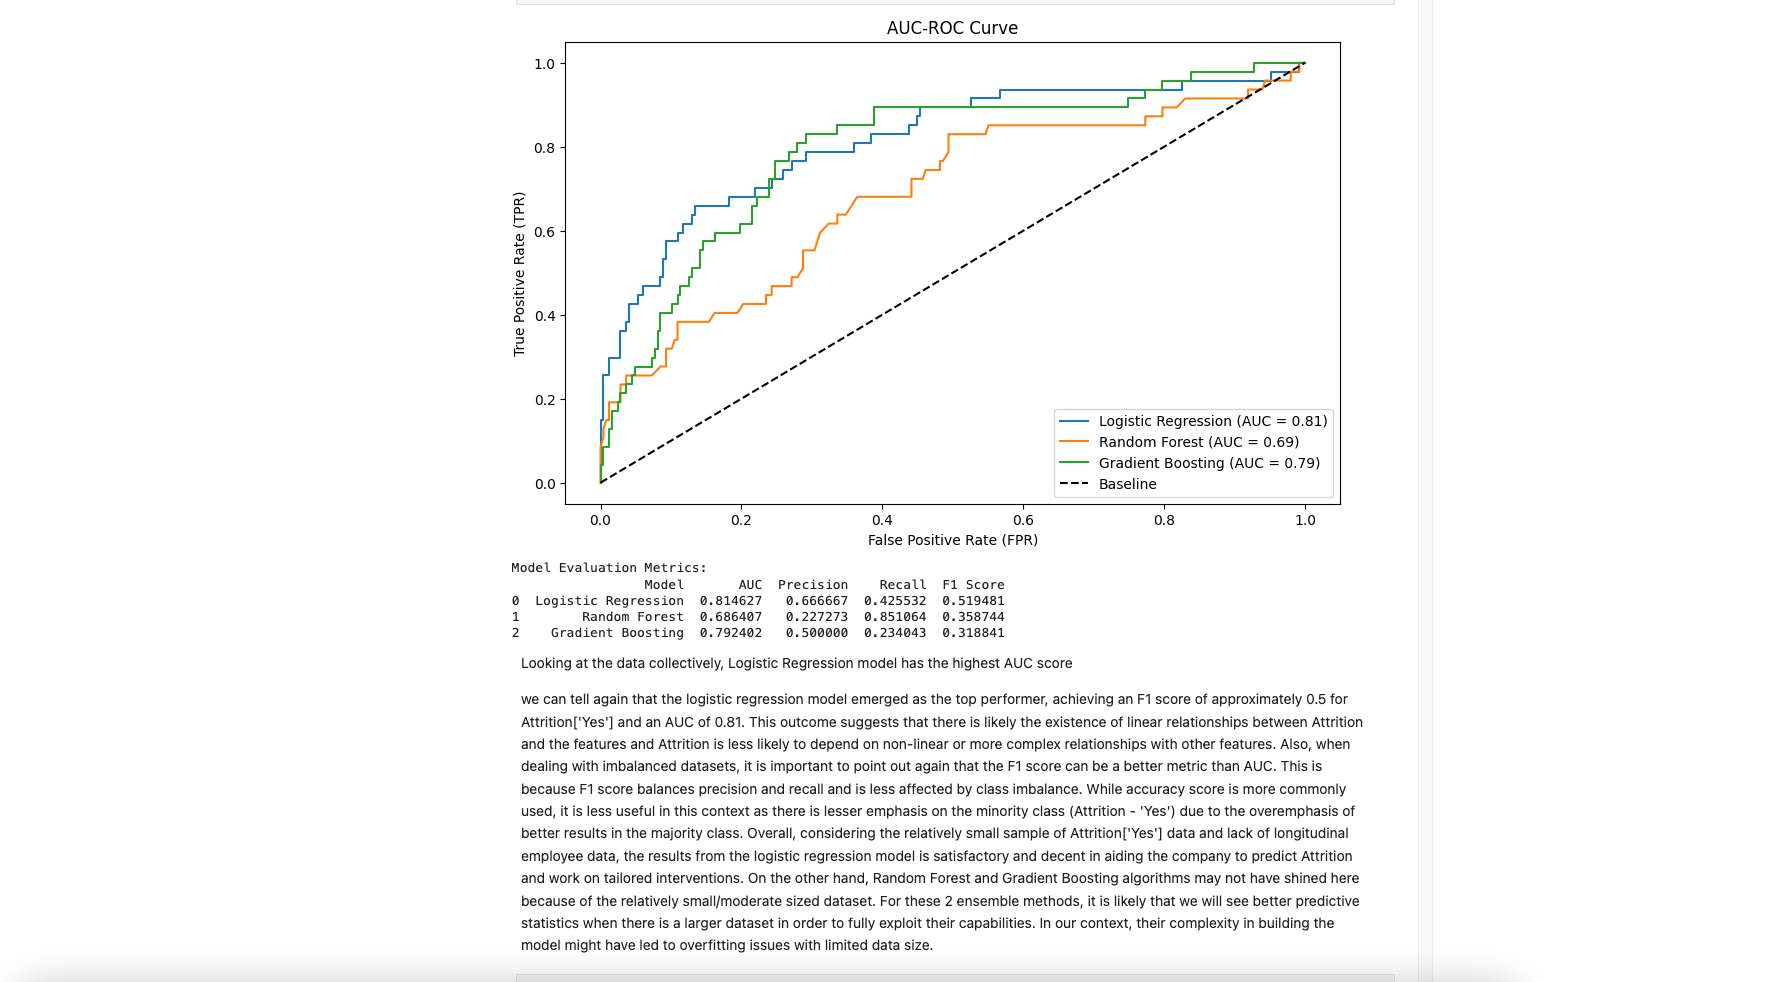 AUC-ROC Curve
1.0
0.8
0.6
0.4
0.2
0.0
True Positive Rate (TPR)
Logistic Regression (AUC = 0.81)
Random Forest (AUC = 0.69)
Gradient Boosting (AUC = 0.79)
Baseline
0.0 0.2 0.4 0.6 0.8 1.0
False Positive Rate (FPR)
Model Evaluation Metrics:
Model AUC Precision Recall F1 Score
0 Logistic Regression 0.814627 0.666667 0.425532 0.519481
1 Random Forest 0.686407 0.227273 0.851064 0.358744
2 Gradient Boosting 0.792402 0.500000 0.234043 0.318841
Looking at the data collectively, Logistic Regression model has the highest AUC score
we can tell again that the logistic regression model emerged as the top performer, achieving an F1 score of approximately 0.5 for
Attrition['Yes'] and an AUC of 0.81. This outcome suggests that there is likely the existence of linear relationships between Attrition
and the features and Attrition is less likely to depend on non-linear or more complex relationships with other features. Also, when
dealing with imbalanced datasets, it is important to point out again that the F1 score can be a better metric than AUC. This is
because F1 score balances precision and recall and is less affected by class imbalance. While accuracy score is more commonly
used, it is less useful in this context as there is lesser emphasis on the minority class (Attrition - 'Yes') due to the overemphasis of
better results in the majority class. Overall, considering the relatively small sample of Attrition['Yes'] data and lack of longitudinal
employee data, the results from the logistic regression model is satisfactory and decent in aiding the company to predict Attrition
and work on tailored interventions. On the other hand, Random Forest and Gradient Boosting algorithms may not have shined here
because of the relatively small/moderate sized dataset. For these 2 ensemble methods, it is likely that we will see better predictive
statistics when there is a larger dataset in order to fully exploit their capabilities. In our context, their complexity in building the
model might have led to overfitting issues with limited data size.